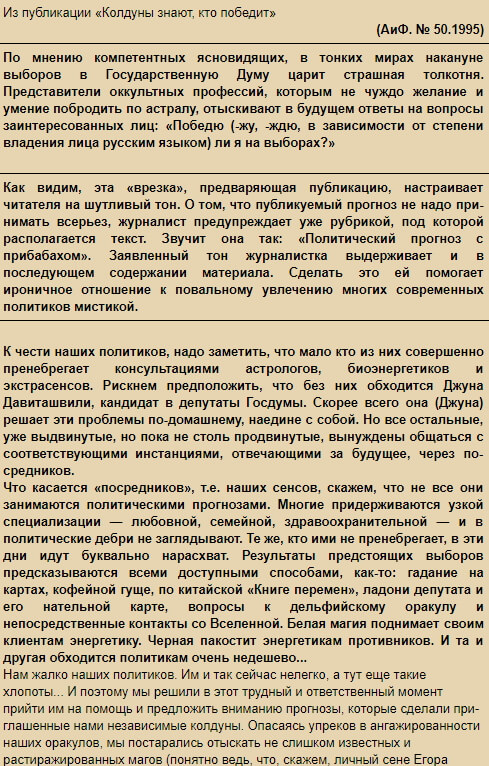 Из публикации «Колдуны знают, кто победит»
(АиФ. № 50.1995)
По мнению компетентных ясновидящих, в тонких мирах накануне
выборов в Государственную Думу царит страшная толкотня.
Представители оккультных профессий, которым не чуждо желание и
умение побродить по астралу, отыскивают в будущем ответы на вопросы
заинтересованных лиц: «Победю (-жу, -ждю, в зависимости от степени
владения лица русским языком) ли я на выборах?»
Как видим, эта «врезка», предваряющая публикацию, настраивает
читателя на шутливый тон. О том, что публикуемый прогноз не надо при-
нимать всерьез, журналист предупреждает уже рубрикой, под которой
располагается текст. Звучит она так: «Политический прогноз с
прибабахом». Заявленный тон журналистка выдерживает и в
последующем содержании материала. Сделать это ей помогает
ироничное отношение к повальному увлечению многих современных
политиков мистикой.
К чести наших политиков, надо заметить, что мало кто из них совершенно
пренебрегает консультациями астрологов, биоэнергетиков и
экстрасенсов. Рискнем предположить, что без них обходится Джуна
Давиташвили, кандидат в депутаты Госдумы. Скорее всего она (Джуна)
решает эти проблемы по-домашнему, наедине с собой. Но все остальные,
уже выдвинутые, но пока не столь продвинутые, вынуждены общаться с
соответствующими инстанциями, отвечающими за будущее, через по-
средников.
Что касается «посредников», т.е. наших сенсов, скажем, что не все они
занимаются политическими прогнозами. Многие придерживаются узкой
специализации — любовной, семейной, здравоохранительной — и в
политические дебри не заглядывают. Те же, кто ими не пренебрегает, в эти
дни идут буквально нарасхват. Результаты предстоящих выборов
предсказываются всеми доступными способами, как-то: гадание на
картах, кофейной гуще, по китайской «Книге перемен», ладони депутата и
его нательной карте, вопросы к дельфийскому оракулу и
непосредственные контакты со Вселенной. Белая магия поднимает своим
клиентам энергетику. Черная пакостит энергетикам противников. И та и
другая обходится политикам очень недешево...
Нам жалко наших политиков. Им и так сейчас нелегко, а тут еще такие
хлопоты... И поэтому мы решили в этот трудный и ответственный момент
прийти им на помощь и предложить вниманию прогнозы, которые сделали при-
глашенные нами независимые колдуны. Опасаясь упреков в ангажированности
наших оракулов, мы постарались отыскать не слишком известных и
растиражированных магов (понятно ведь, что, скажем, личный сене Егора